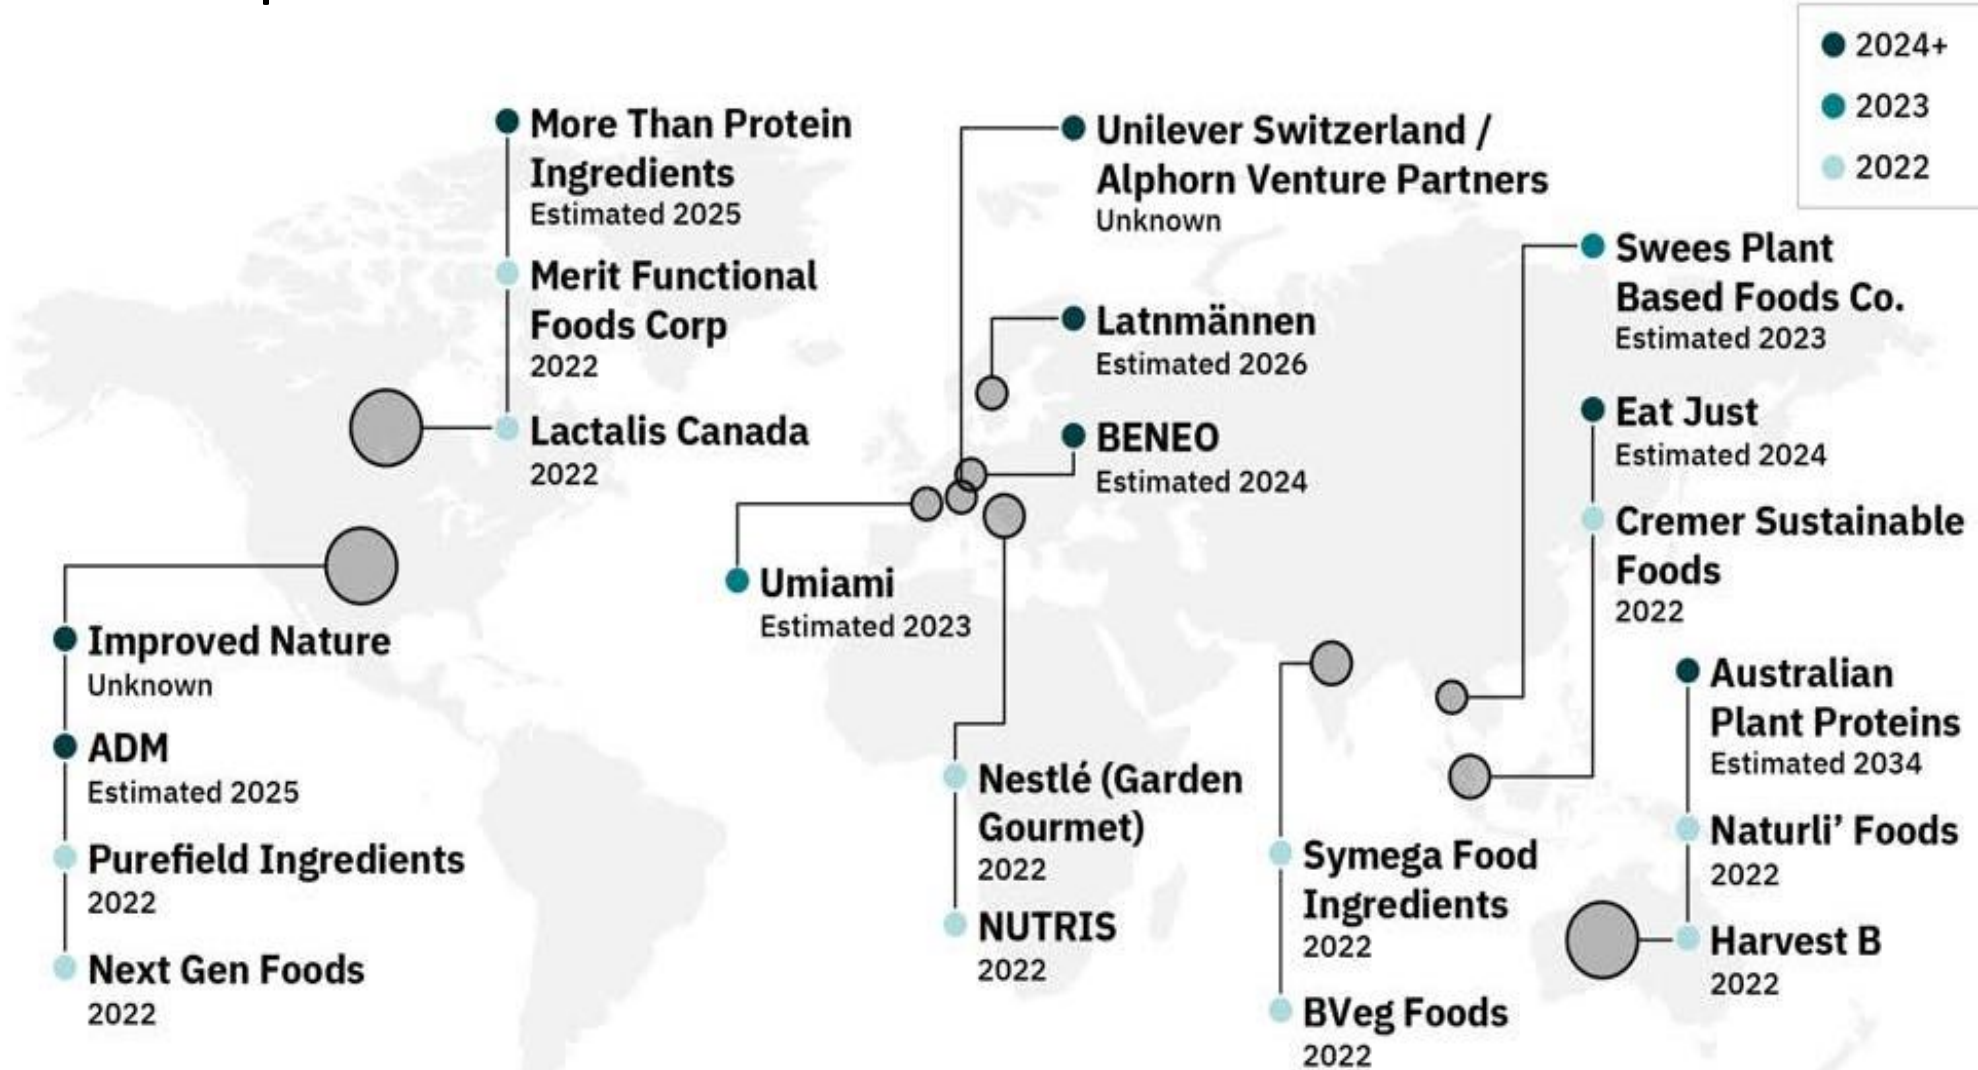 2024+
2023
2022
More Than Protein
Ingredients
Estimated 2025
Merit Functional
Foods Corp
2022
Lactalis Canada
2022
Improved Nature
Unknown
ADM
Estimated 2025
Purefield Ingredients
2022
Next Gen Foods
2022
Unilever Switzerland /
Alphorn Venture Partners
Unknown
Latnmännen
Estimated 2026
BENEO
Estimated 2024
Umiami
Estimated 2023
Nestlé (Garden
Gourmet)
2022
NUTRIS
2022
Swees Plant
Based Foods Co.
Estimated 2023
Eat Just
Estimated 2024
Cremer Sustainable
Foods
2022
Symega Food
Ingredients
2022
BVeg Foods
2022
Australian
Plant Proteins
Estimated 2034
Naturli’ Foods
2022
Harvest B
2022